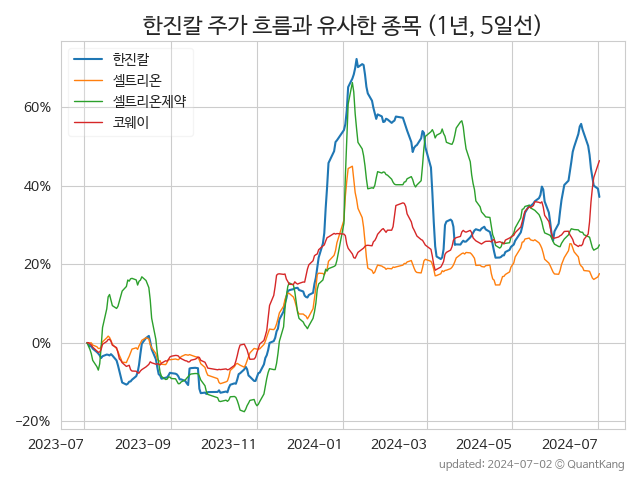 한진칼 주가 흐름과 유사한 종목 (1년, 5일선)
한진칼
셀트리온
셀트리온제약
코웨이
60%
40%
20%
0%
−20%
2023-07 2023-09 2023-11 2024-01 2024-03 2024-05 2024-07
updated: 2024-07-02 © QuantKang